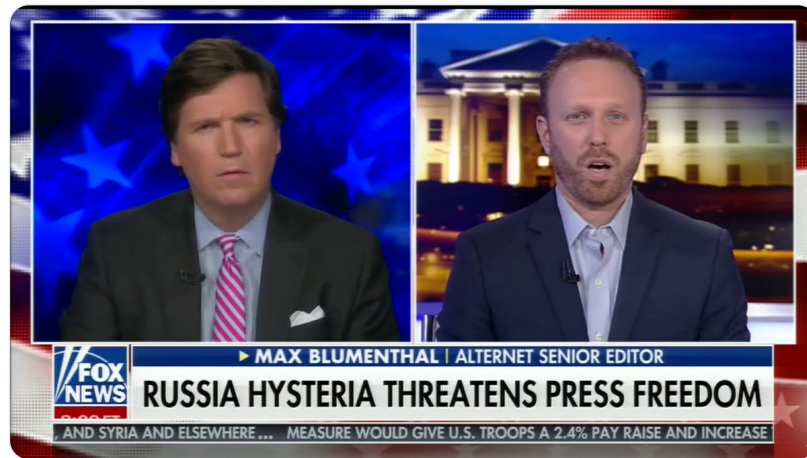 MAX BLUMENTHAL | ALTERNET SENIOR EDITOR
FOX
NEWS
RUSSIA HYSTERIA THREATENS PRESS FREEDOM
, AND SYRIA AND ELSEWHERE... MEASURE WOULD GIVE U.S. TROOPS A 2.4% PAY RAISE AND INCREASE